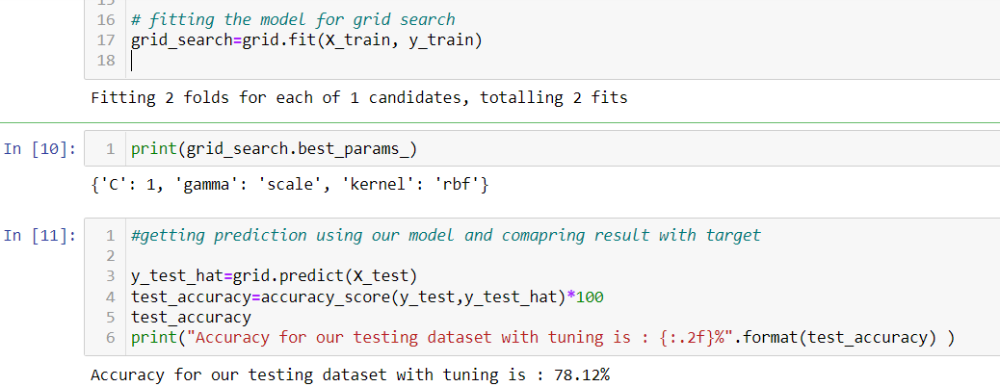 16 # fitting the model for grid search
17 grid_search=grid.fit(X_train, y_train)
18
Fitting 2 folds for each of 1 candidates, totalling 2 fits
In [10]: 1 print(grid_search.best_params_)
{'C': 1, 'gamma': 'scale', 'kernel': 'rbf'}
In [11]: 1 #getting prediction using our model and comapring result with target
2
3 y_test_hat=grid.predict(X_test)
4 test_accuracy=accuracy_score(y_test,y_test_hat)*100
5 test_accuracy
6 print("Accuracy for our testing dataset with tuning is : {:.2f}%".format(test_accuracy) )
Accuracy for our testing dataset with tuning is : 78.12%